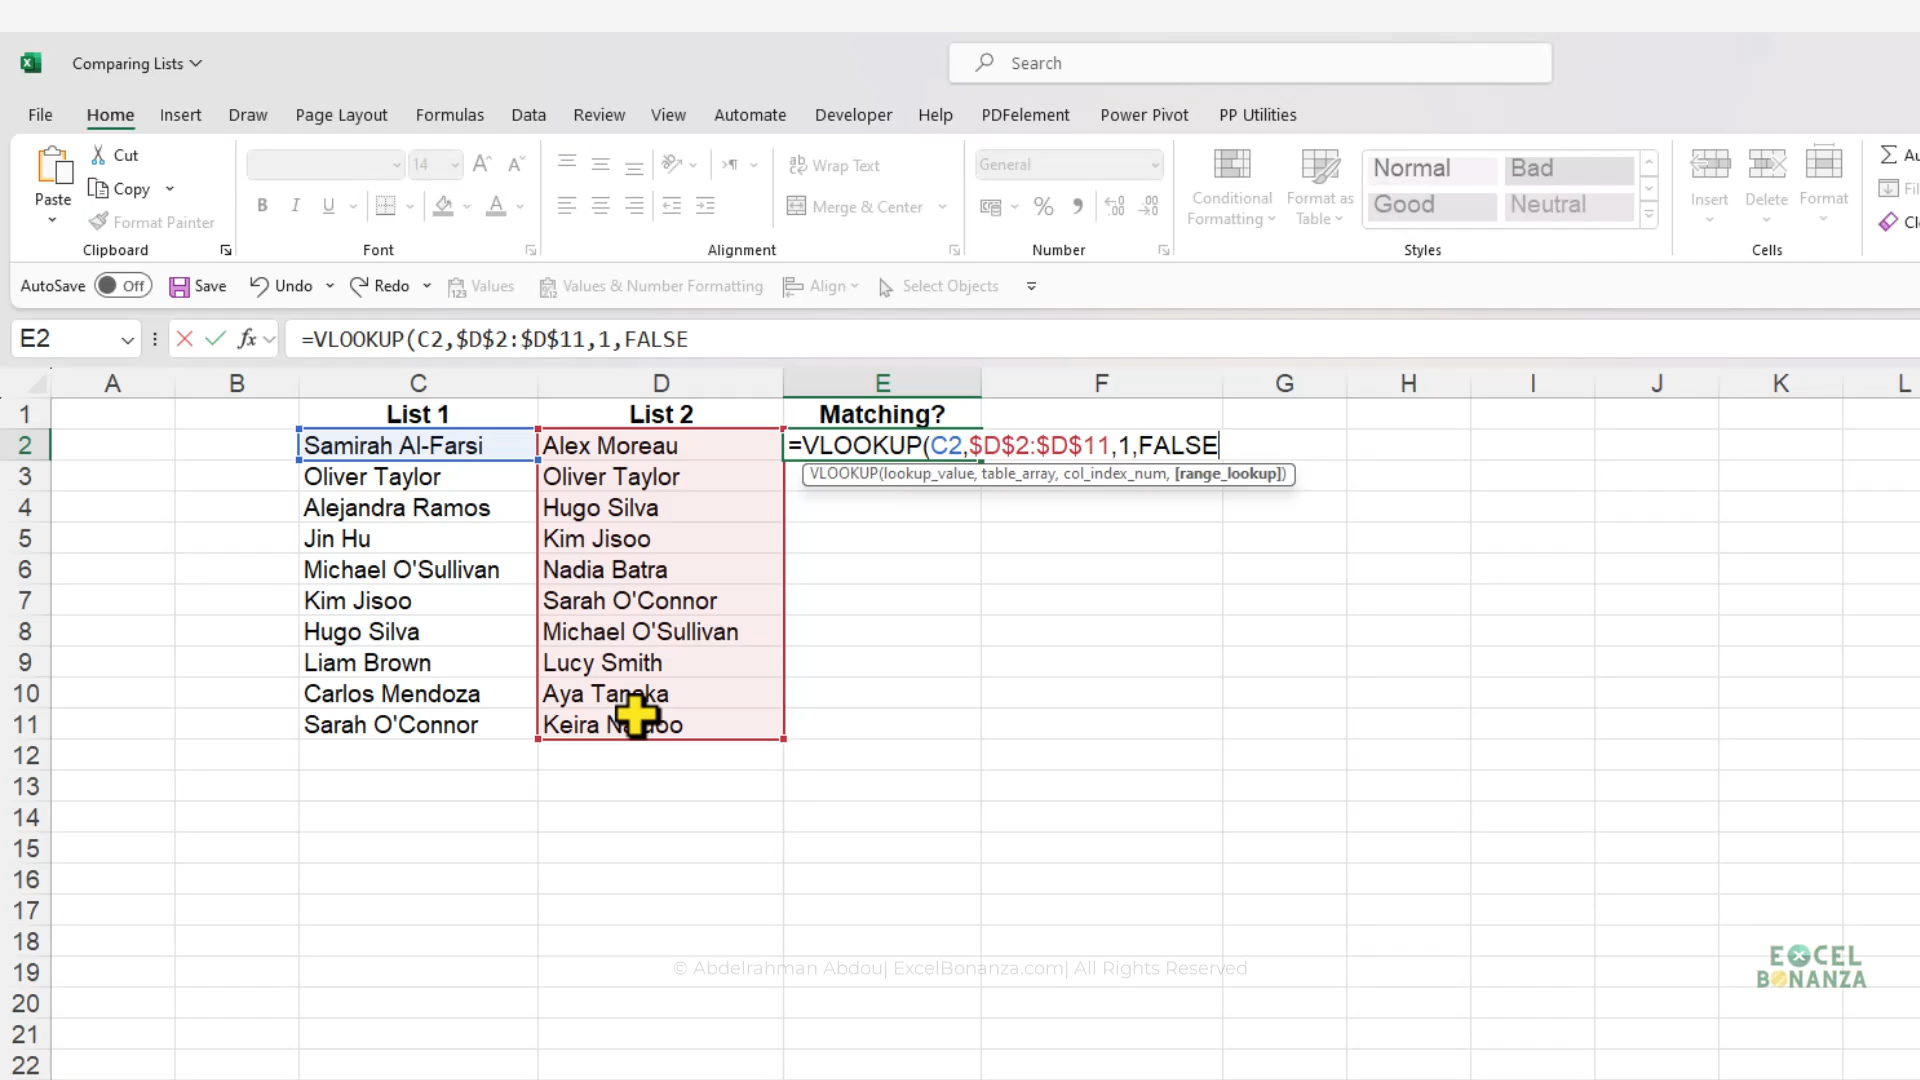 Comparing Lists
Search
File Home Insert Draw Page Layout Formulas Data Review View Automate Developer Help PDFelement Power Pivot PP Utilities
Paste
Cut
Copy
Format Painter
Clipboard
14
B I U A
Font
Wrap Text
Merge & Center
Alignment
General
Number
Conditional Formatting
Format as Table
Normal Bad
Good Neutral
Styles
Insert Delete Format
Cells
AutoSave Off Save Undo Redo Values Values & Number Formatting Align Select Objects
E2 fx =VLOOKUP(C2,$D$2:$D$11,1,FALSE
A B C D E F G H I J K L
1 List 1 List 2 Matching?
2 Samirah Al-Farsi Alex Moreau =VLOOKUP(C2,$D$2:$D$11,1,FALSE
VLOOKUP(lookup_value, table_array, col_index_num, [range_lookup])
3 Oliver Taylor Oliver Taylor
4 Alejandra Ramos Hugo Silva
5 Jin Hu Kim Jisoo
6 Michael O'Sullivan Nadia Batra
7 Kim Jisoo Sarah O'Connor
8 Hugo Silva Michael O'Sullivan
9 Liam Brown Lucy Smith
10 Carlos Mendoza Aya
11 Sarah O'Connor Keira
12
13
14
15
16
17
18
19
© Abdelrahman Abdou| ExcelBonanza.com| All Rights Reserved
EXCEL
BONANZA
20
21
22